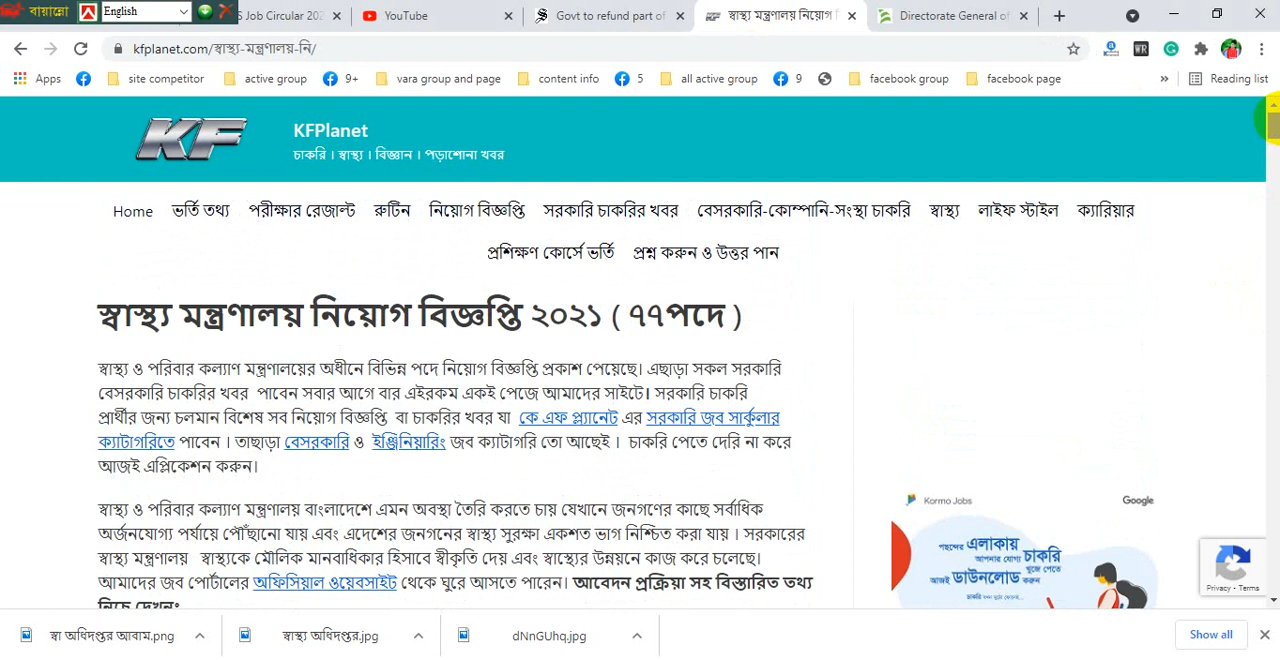 বায়ান্নো English S Job Circular 202 YouTube Govt to refund part of স্বাস্থ্য মন্ত্রণালয় নিয়োগ Directorate General of
kfplanet.com/স্বাস্থ্য-মন্ত্রণালয়-নি/
Apps site competitor active group 9+ vara group and page content info 5 all active group 9 facebook group facebook page » Reading list
KF KFPlanet
চাকরি । স্বাস্থ্য । বিজ্ঞান । পড়াশোনা খবর
Home ভর্তি তথ্য পরীক্ষার রেজাল্ট রুটিন নিয়োগ বিজ্ঞপ্তি সরকারি চাকরির খবর বেসরকারি-কোম্পানি-সংস্থা চাকরি স্বাস্থ্য লাইফ স্টাইল ক্যারিয়ার
প্রশিক্ষণ কোর্সে ভর্তি প্রশ্ন করুন ও উত্তর পান
স্বাস্থ্য মন্ত্রণালয় নিয়োগ বিজ্ঞপ্তি ২০২১ ( ৭৭পদে )
স্বাস্থ্য ও পরিবার কল্যাণ মন্ত্রণালয়ের অধীনে বিভিন্ন পদে নিয়োগ বিজ্ঞপ্তি প্রকাশ পেয়েছে। এছাড়া সকল সরকারি
বেসরকারি চাকরির খবর পাবেন সবার আগে বার এইরকম একই পেজে আমাদের সাইটে। সরকারি চাকরি
প্রার্থীর জন্য চলমান বিশেষ সব নিয়োগ বিজ্ঞপ্তি বা চাকরির খবর যা কে এফ প্ল্যানেট এর সরকারি জব সার্কুলার
ক্যাটাগরিতে পাবেন । তাছাড়া বেসরকারি ও ইঞ্জিনিয়ারিং জব ক্যাটাগরি তো আছেই । চাকরি পেতে দেরি না করে
আজই এপ্লিকেশন করুন।
স্বাস্থ্য ও পরিবার কল্যাণ মন্ত্রণালয় বাংলাদেশে এমন অবস্থা তৈরি করতে চায় যেখানে জনগণের কাছে সর্বাধিক
অর্জনযোগ্য পর্যায়ে পৌঁছানো যায় এবং এদেশের জনগনের স্বাস্থ্য সুরক্ষা একশত ভাগ নিশ্চিত করা যায় । সরকারের
স্বাস্থ্য মন্ত্রণালয় স্বাস্থ্যকে মৌলিক মানবাধিকার হিসাবে স্বীকৃতি দেয় এবং স্বাস্থ্যের উন্নয়নে কাজ করে চলেছে।
আমাদের জব পোর্টালের অফিসিয়াল ওয়েবসাইট থেকে ঘুরে আসতে পারেন। আবেদন প্রক্রিয়া সহ বিস্তারিত তথ্য
নিচে দেখুনঃ
Kormo Jobs Google
পছন্দের এলাকায়
আপনার যোগ্য চাকরি খুঁজে পেতে
আজই ডাউনলোড করুন
Privacy - Terms
স্বা অধিদপ্তর আবাম.png স্বাস্থ্য অধিদপ্তর.jpg dNnGUhq.jpg Show all